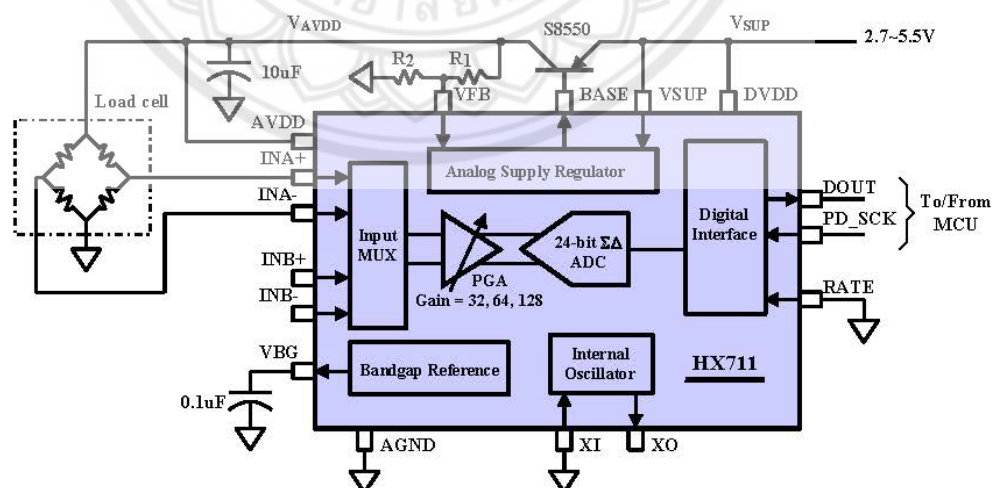 V_AVDD
S8550
V_SUP
2.7~5.5V
10uF
R2
R1
Load cell
VFB
BASE
VSUP
DVDD
AVDD
INA+
INA-
INB+
INB-
VBG
0.1uF
Analog Supply Regulator
Input
MUX
PGA
Gain = 32, 64, 128
24-bit ΣΔ
ADC
Digital
Interface
DOUT
PD_SCK
To/From
MCU
RATE
Bandgap Reference
Internal
Oscillator
HX711
AGND
XI
XO